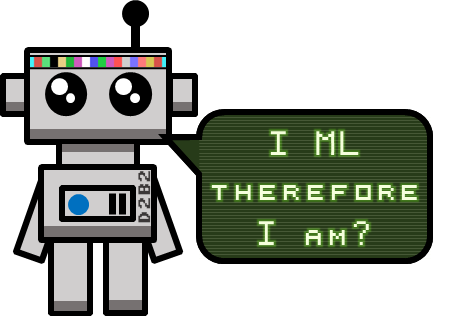 I ML
THEREFORE
I AM?
D2B2